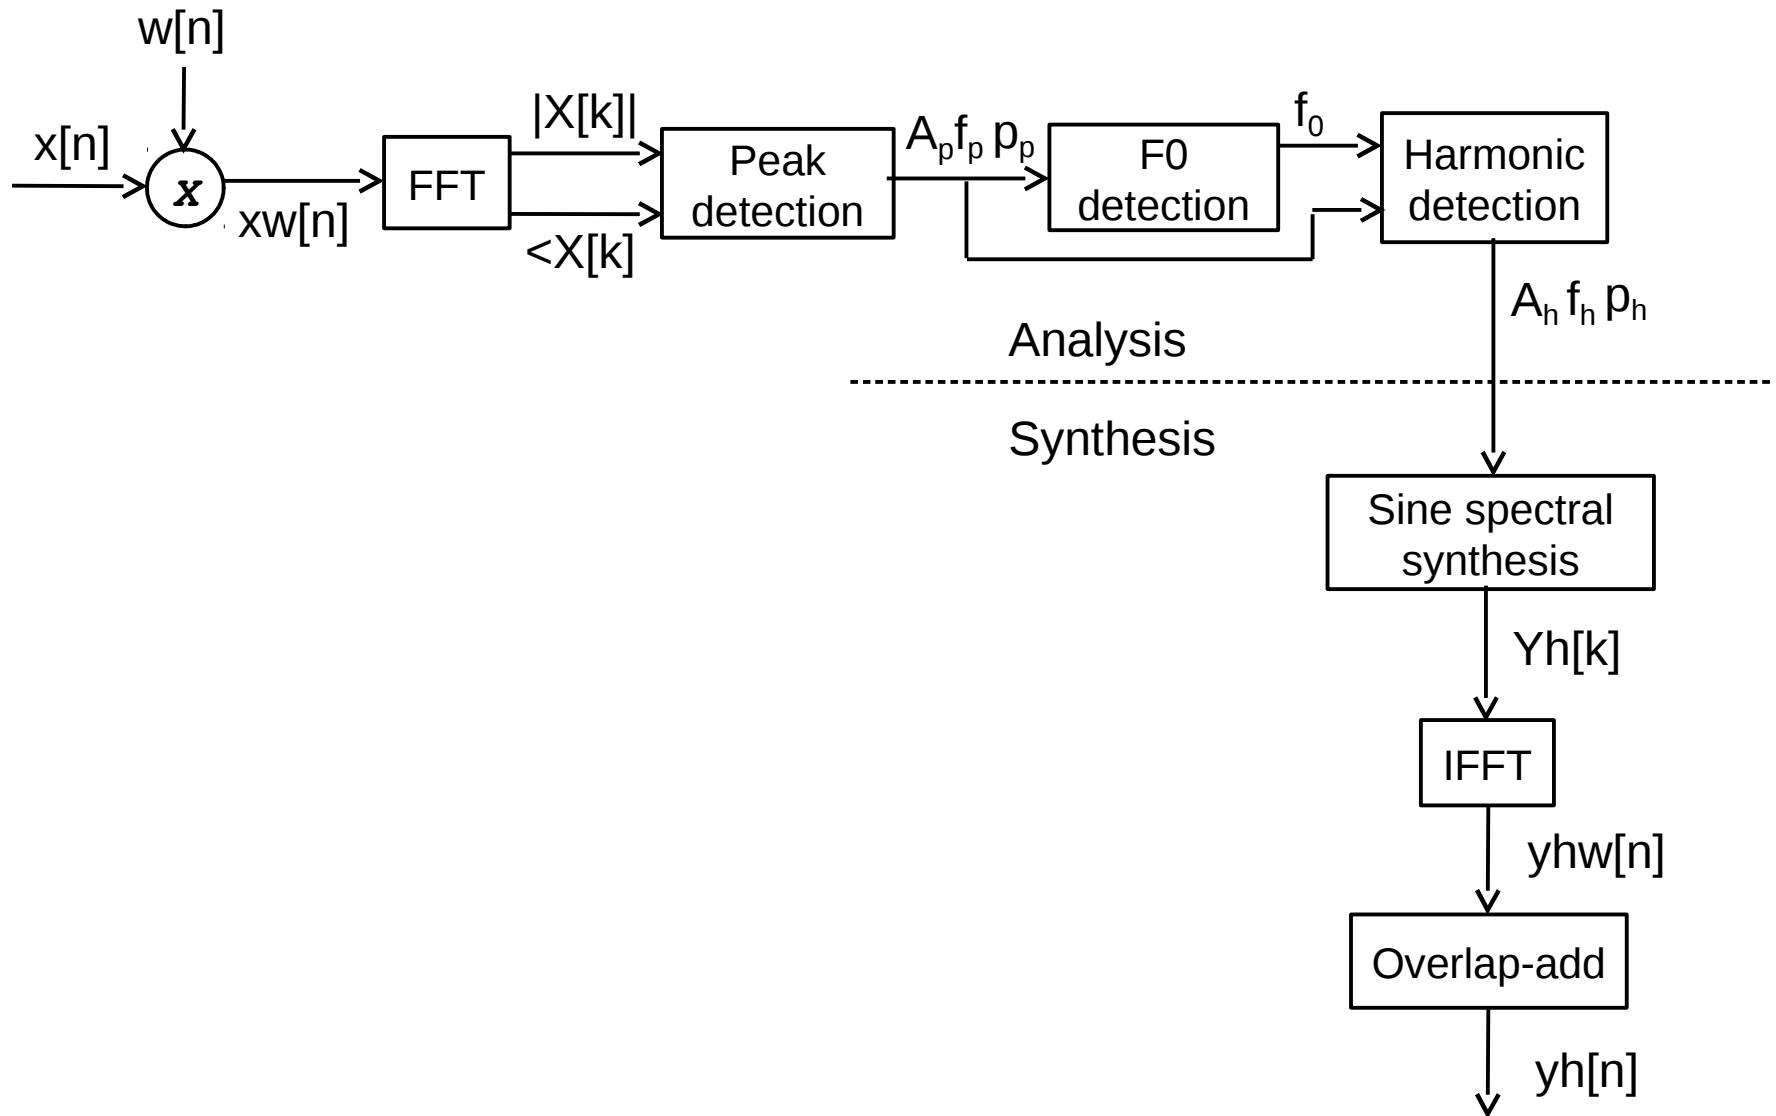 w[n]
x[n]
x
xw[n]
FFT
|X[k]|
<X[k]
Peak
detection
Apfp pp
F0
detection
f0
Harmonic
detection
Ah fh ph
Analysis
Synthesis
Sine spectral
synthesis
Yh[k]
IFFT
yhw[n]
Overlap-add
yh[n]